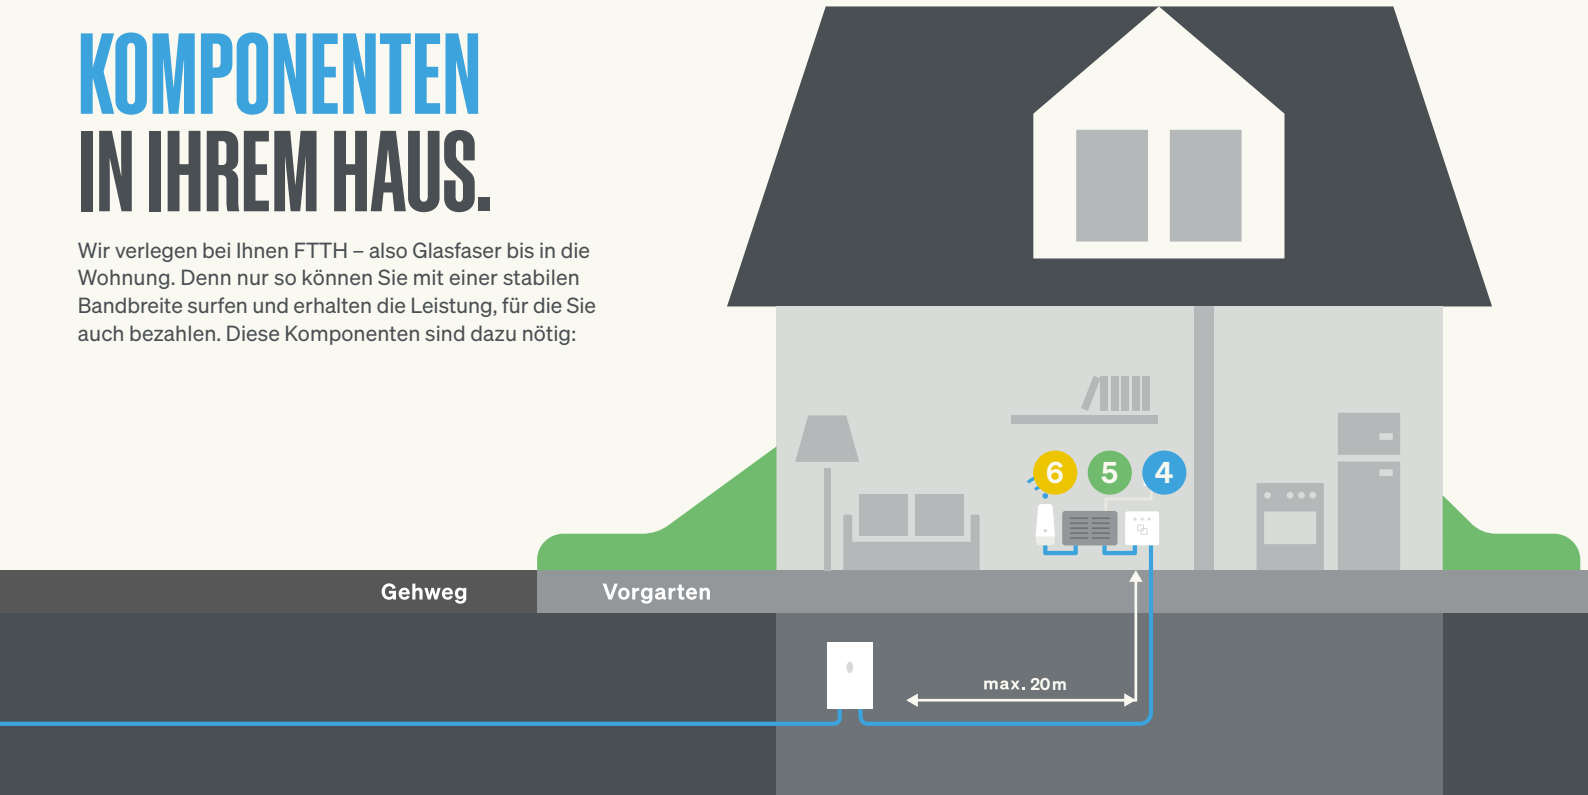 KOMPONENTEN
IN IHREM HAUS.
Wir verlegen bei Ihnen FTTH – also Glasfaser bis in die
Wohnung. Denn nur so können Sie mit einer stabilen
Bandbreite surfen und erhalten die Leistung, für die Sie
auch bezahlen. Diese Komponenten sind dazu nötig:
6 5 4
Gehweg Vorgarten
max. 20m